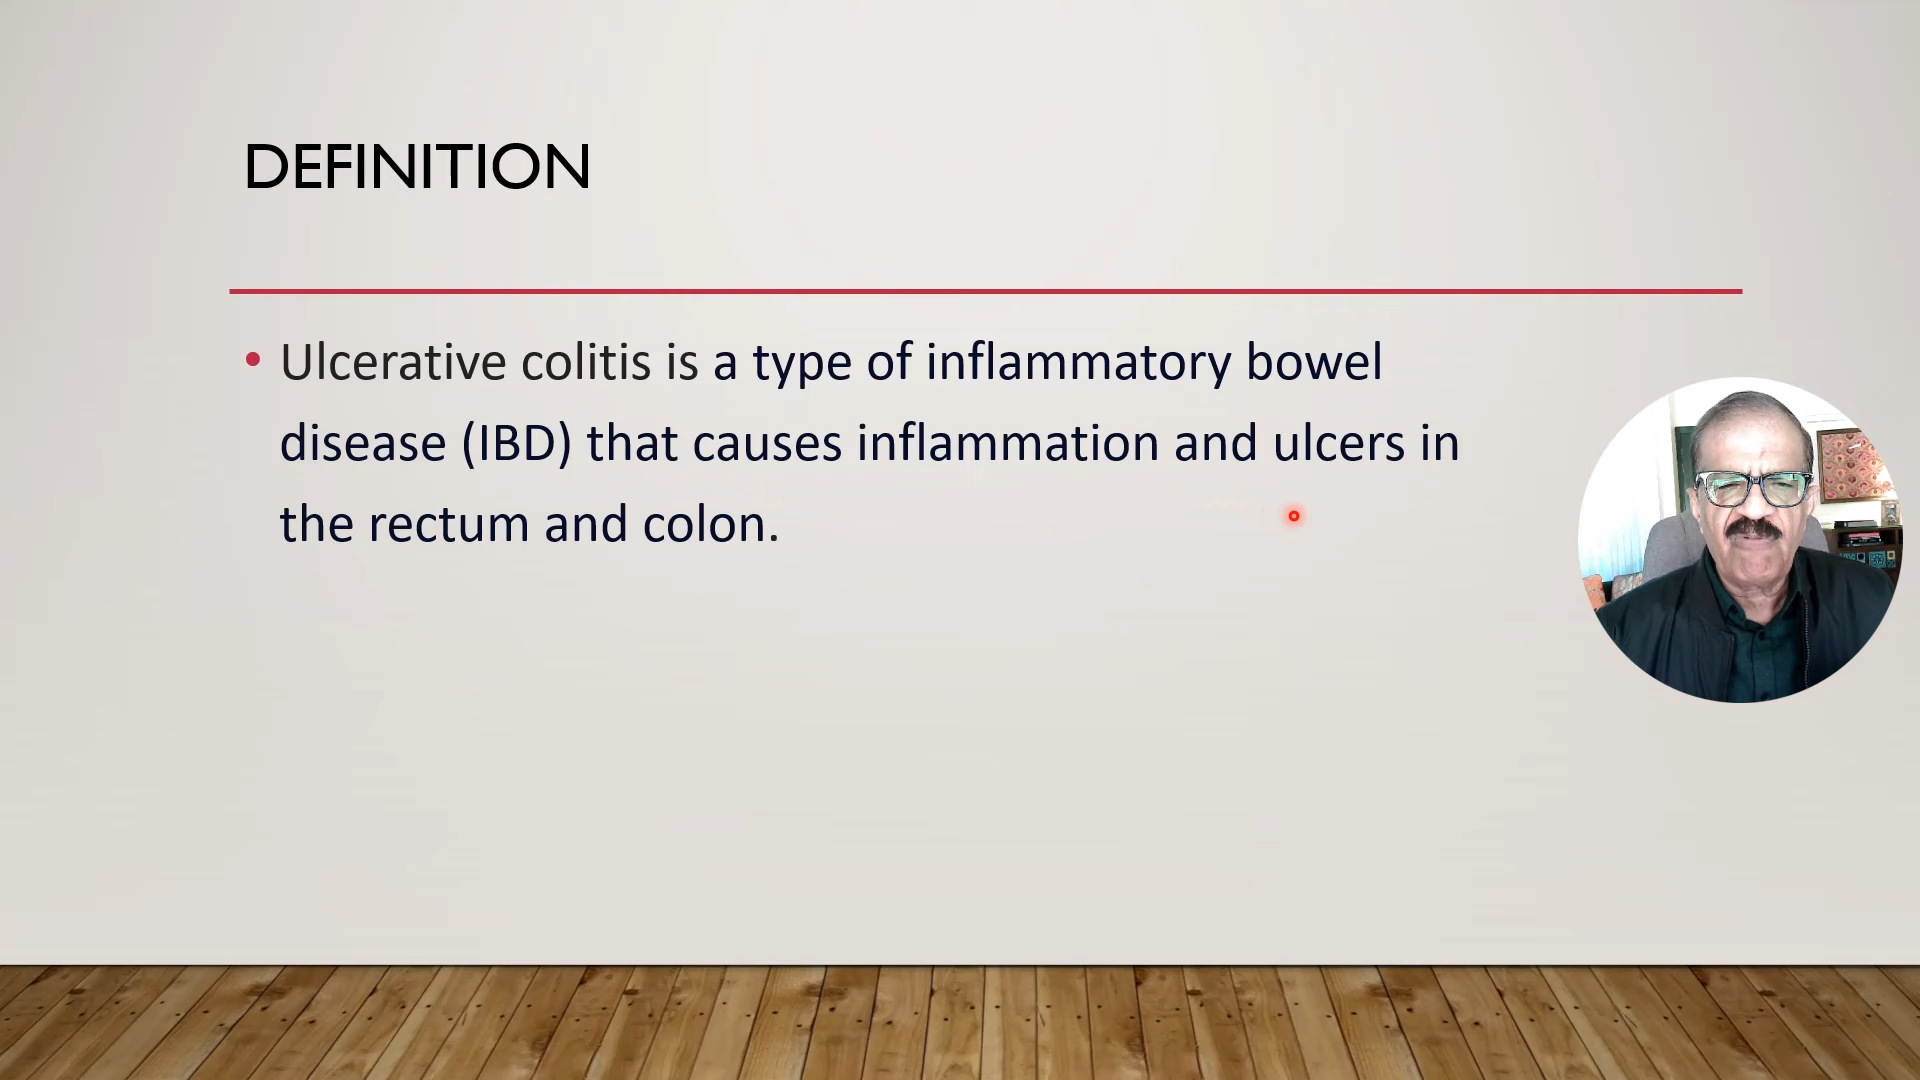 DEFINITION
• Ulcerative colitis is a type of inflammatory bowel
disease (IBD) that causes inflammation and ulcers in
the rectum and colon.